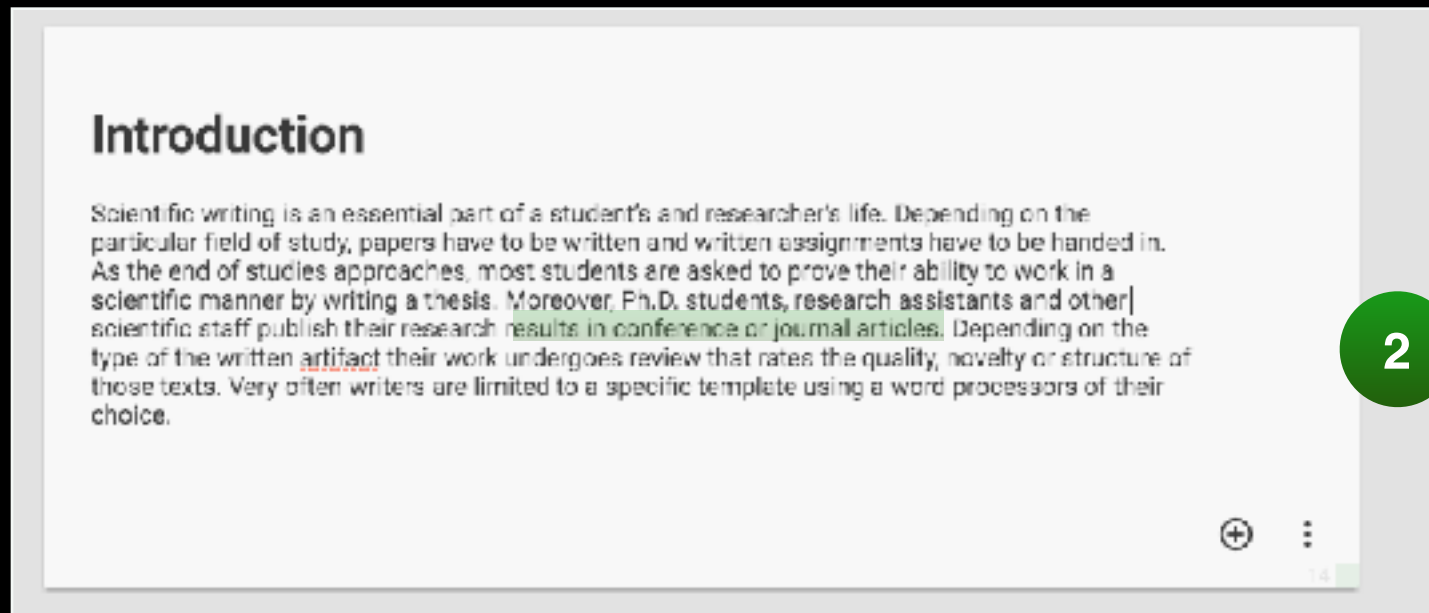 Introduction
Scientific writing is an essential part of a student's and researcher's life. Depending on the
particular field of study, papers have to be written and written assignments have to be handed in.
As the end of studies approaches, most students are asked to prove their ability to work in a
scientific manner by writing a thesis. Moreover, Ph.D. students, research assistants and other
scientific staff publish their research results in conference or journal articles. Depending on the
type of the written artifact their work undergoes review that rates the quality, novelty or structure of
those texts. Very often writers are limited to a specific template using a word processors of their
choice.
2
14